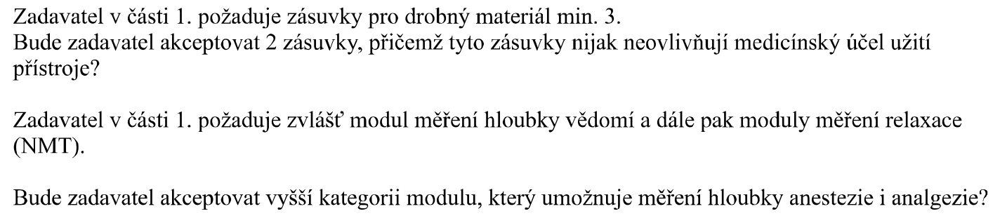 Zadavatel v části 1. požaduje zásuvky pro drobný materiál min. 3.
Bude zadavatel akceptovat 2 zásuvky, přičemž tyto zásuvky nijak neovlivňují medicínský účel užití
přístroje?
Zadavatel v části 1. požaduje zvlášť modul měření hloubky vědomí a dále pak moduly měření relaxace
(NMT).
Bude zadavatel akceptovat vyšší kategorii modulu, který umožnuje měření hloubky anestezie i analgezie?